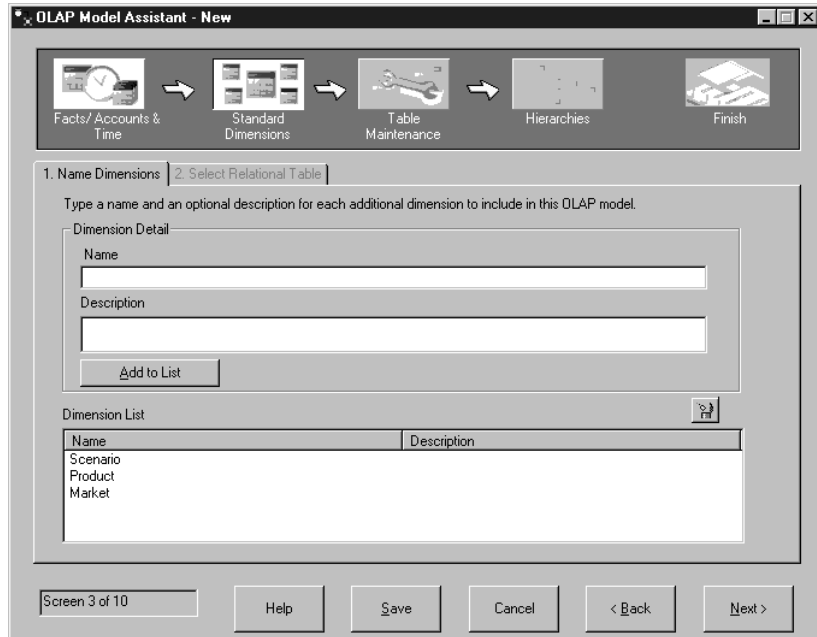 OLAP Model Assistant - New
Facts/ Accounts &
Time
Standard
Dimensions
Table
Maintenance
Hierarchies
Finish
1. Name Dimensions
2. Select Relational Table
Type a name and an optional description for each additional dimension to include in this OLAP model.
Dimension Detail
Name
Description
Add to List
Dimension List
Name Description
Scenario
Product
Market
Screen 3 of 10
Help
Save
Cancel
< Back
Next >